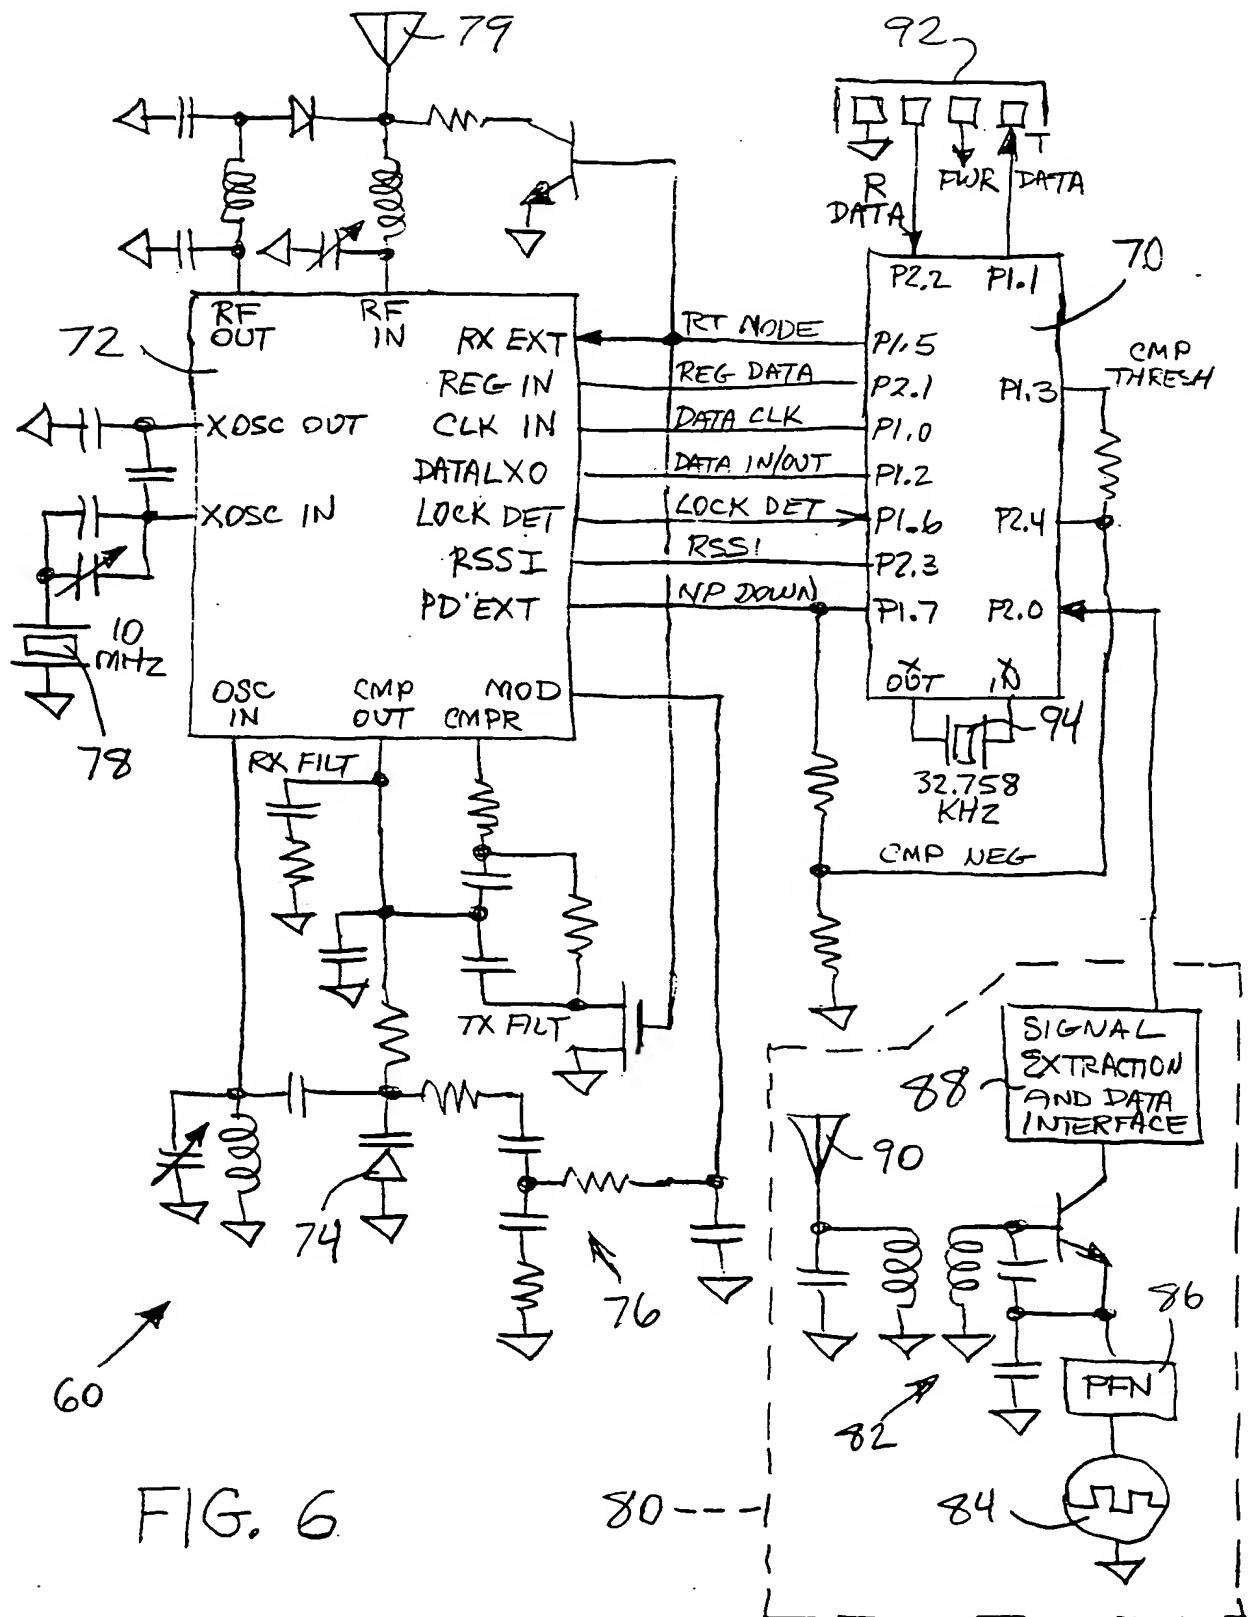 79
92
R
DATA
PWR
T
DATA
P2.2
P1.1
70
72
RF
OUT
RF
IN
RX EXT
RT MODE
P1.5
REG IN
REG DATA
P2.1
P1.3
CMP
THRESH
XOSC OUT
CLK IN
DATA CLK
P1.0
DATALXO
DATA IN/OUT
P1.2
XOSC IN
LOCK DET
LOCK DET
P1.6
P2.4
RSSI
RSSI
P2.3
PD EXT
DOWN
P1.7
P2.0
10
MHZ
78
OSC
IN
CMP
OUT
MOD
CMPR
X
OUT
X
IN
94
32.758
KHZ
RX FILT
CMP NEG
TX FILT
SIGNAL
EXTRACTION
AND DATA
INTERFACE
88
90
74
76
60
86
PFN
82
84
80
FIG. 6